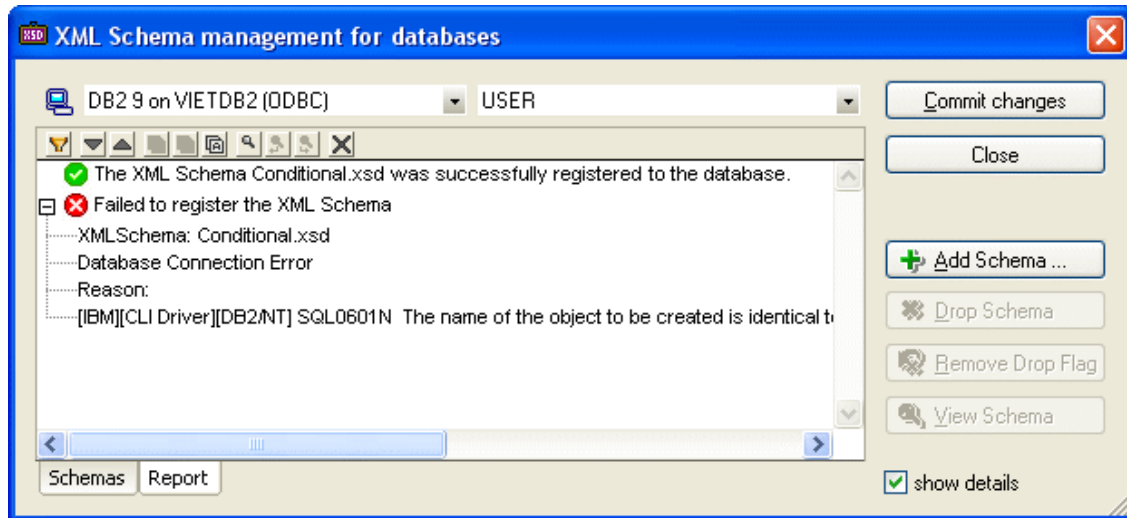 XSD XML Schema management for databases
DB2 9 on VIETDB2 (ODBC) USER
Commit changes
Close
The XML Schema Conditional.xsd was successfully registered to the database.
Failed to register the XML Schema
XMLSchema: Conditional.xsd
Database Connection Error
Reason:
[IBM][CLI Driver][DB2/NT] SQL0601N The name of the object to be created is identical
Add Schema ...
Drop Schema
Remove Drop Flag
View Schema
Schemas Report
show details